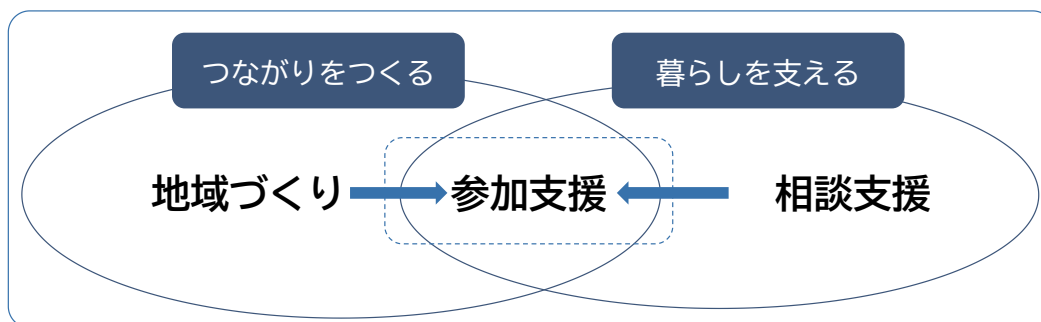 つながりをつくる
暮らしを支える
地域づくり
参加支援
相談支援